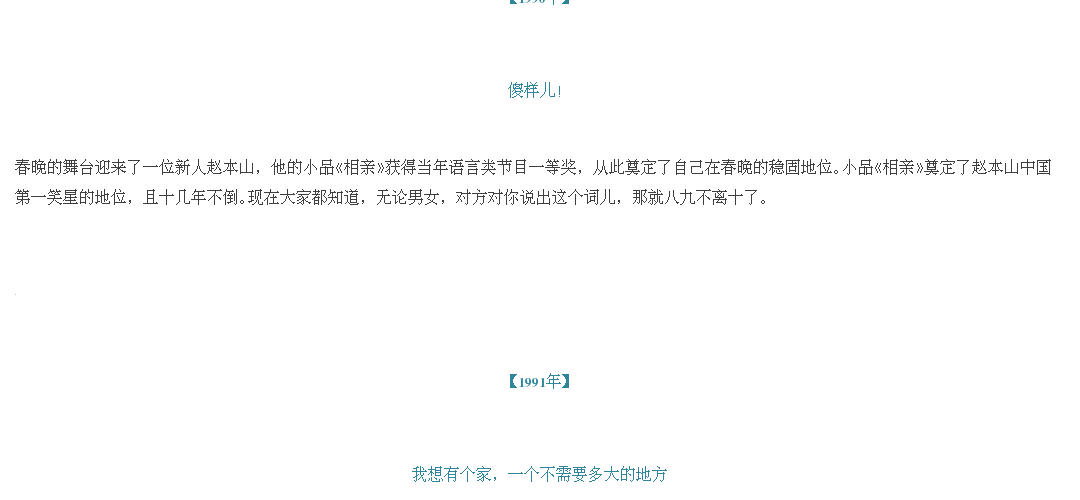 【1990年】
傻样儿!
春晚的舞台迎来了一位新人赵本山，他的小品《相亲》获得当年语言类节目一等奖，从此奠定了自己在春晚的稳固地位。小品《相亲》奠定了赵本山中国
第一笑星的地位，且十几年不倒。现在大家都知道，无论男女，对方对你说出这个词儿，那就八九不离十了。
【1991年】
我想有个家，一个不需要多大的地方